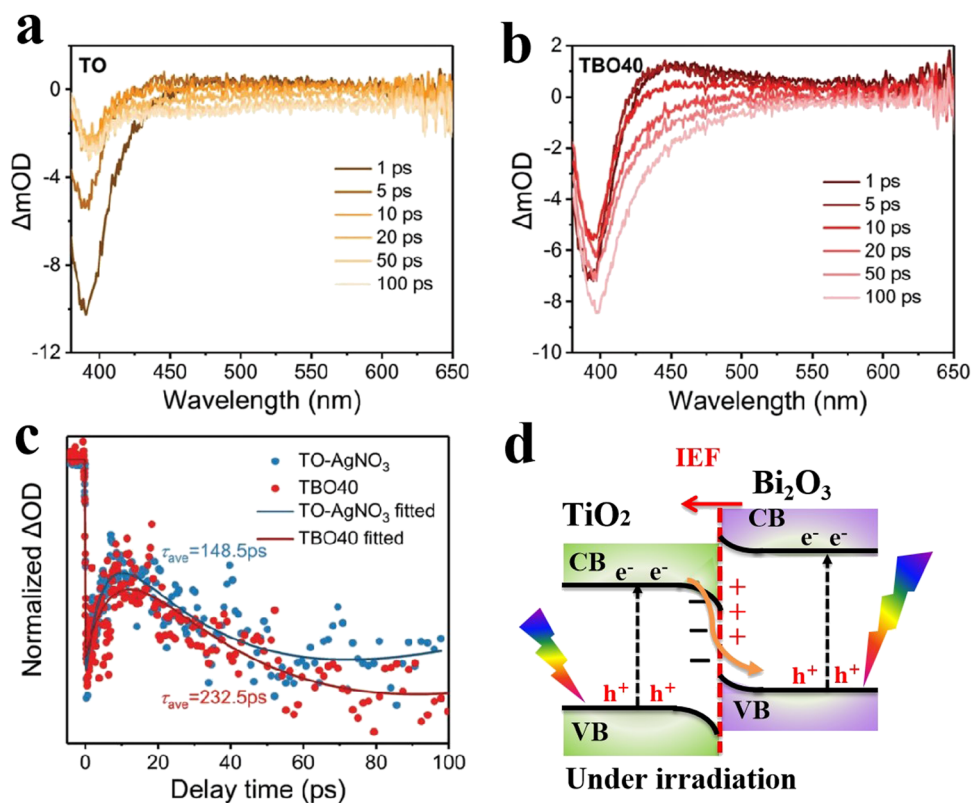 a
TO
ΔmOD
0
-4
-8
-12
1 ps
5 ps
10 ps
20 ps
50 ps
100 ps
400 450 500 550 600 650
Wavelength (nm)
b
TBO40
ΔmOD
2
0
-2
-4
-6
-8
-10
1 ps
5 ps
10 ps
20 ps
50 ps
100 ps
400 450 500 550 600 650
Wavelength (nm)
c
Normalized ΔOD
TO-AgNO₃
TBO40
TO-AgNO₃ fitted
TBO40 fitted
τave=148.5ps
τave=232.5ps
0 20 40 60 80 100
Delay time (ps)
d
IEF
TiO₂
Bi₂O₃
CB
CB
e⁻ e⁻
e⁻ e⁻
+
+
+
−
−
−
h⁺ h⁺
h⁺ h⁺
VB
VB
Under irradiation